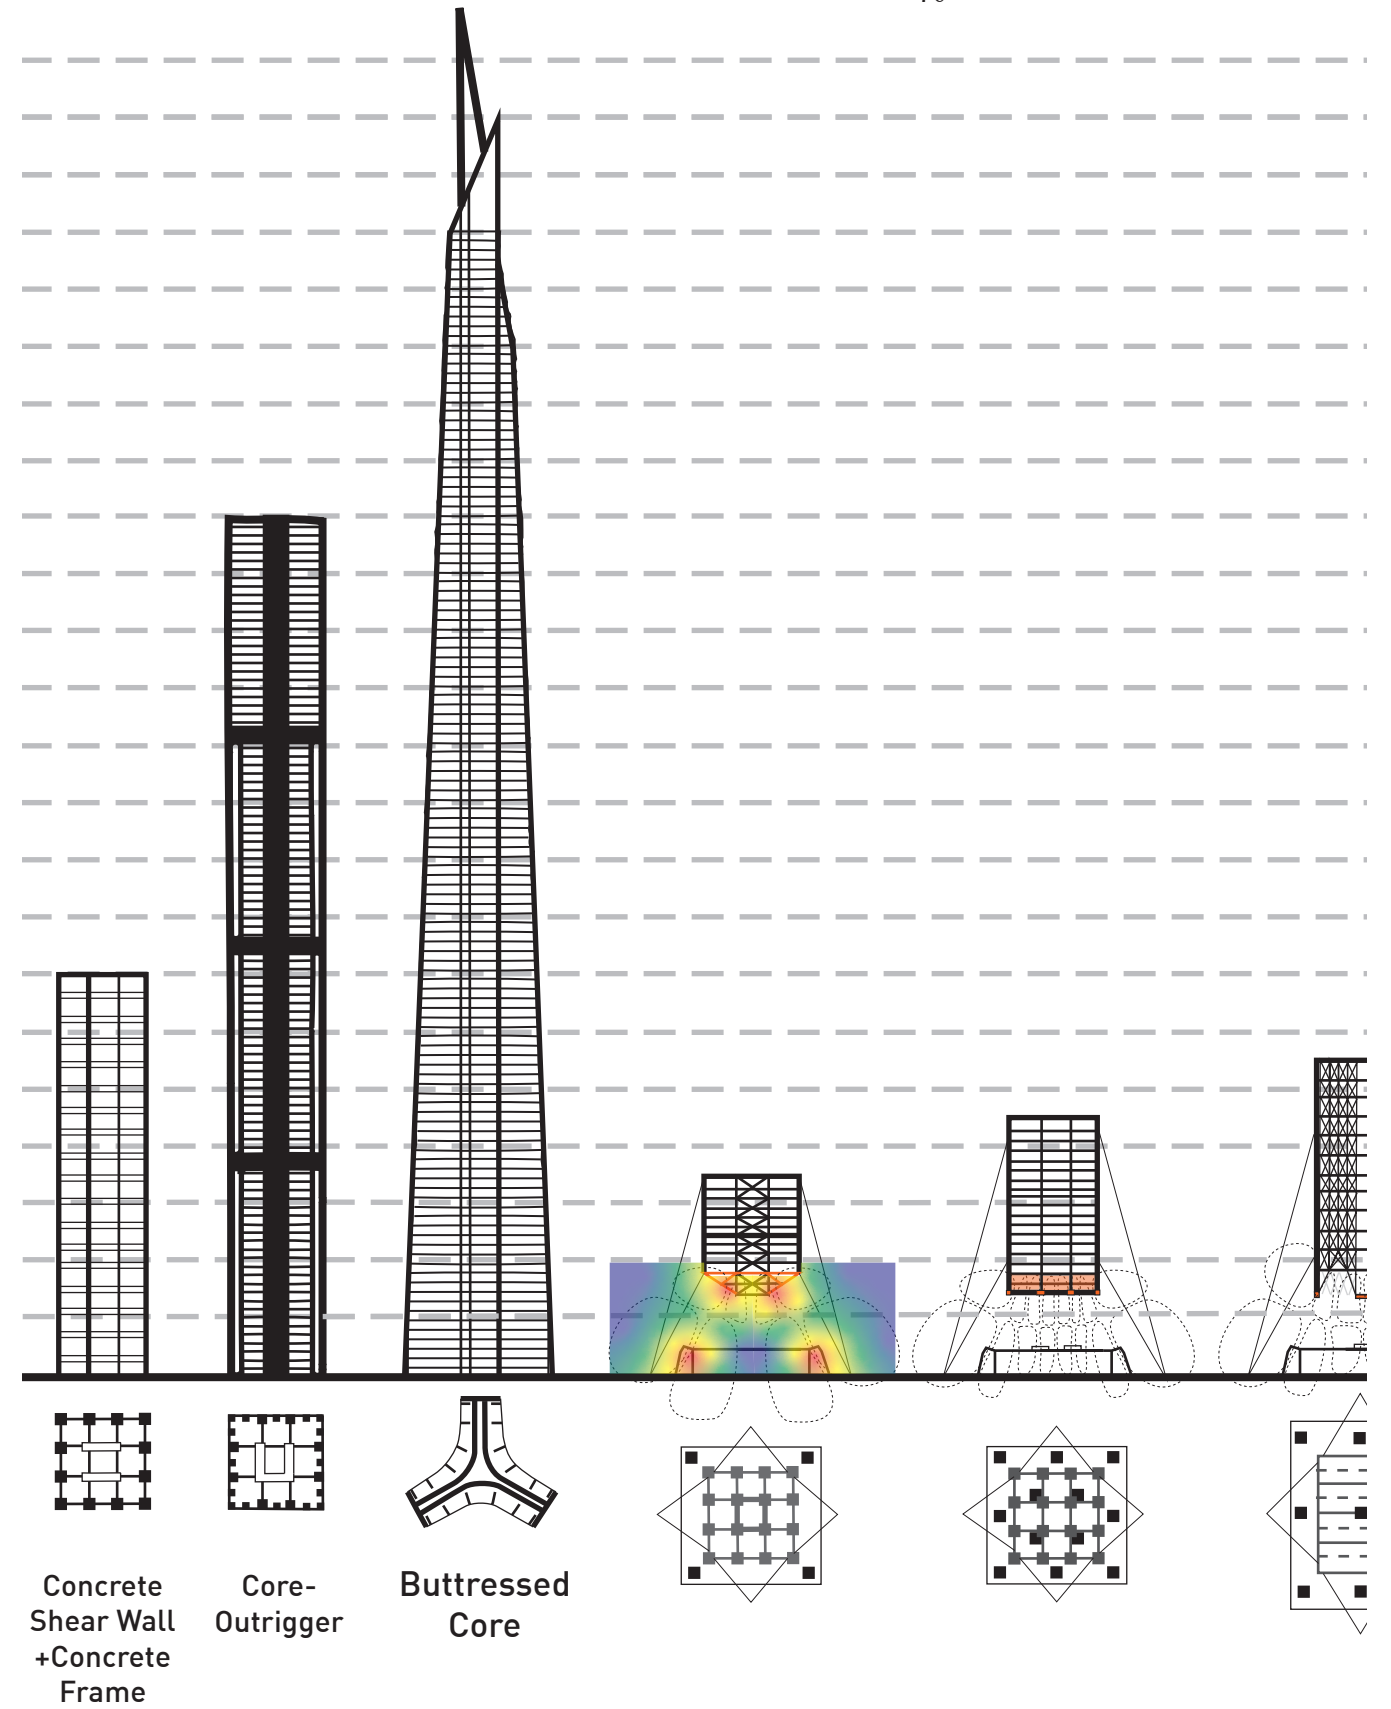 Concrete
Shear Wall
+Concrete
Frame
Core-
Outrigger
Buttressed
Core